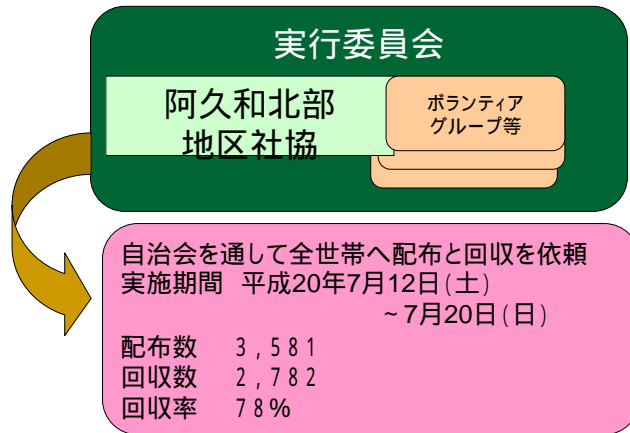 実行委員会
阿久和北部
地区社協
ボランティア
グループ等
自治会を通して全世帯へ配布と回収を依頼
実施期間 平成20年7月12日(土)
~7月20日(日)
配布数 3,581
回収数 2,782
回収率 78%